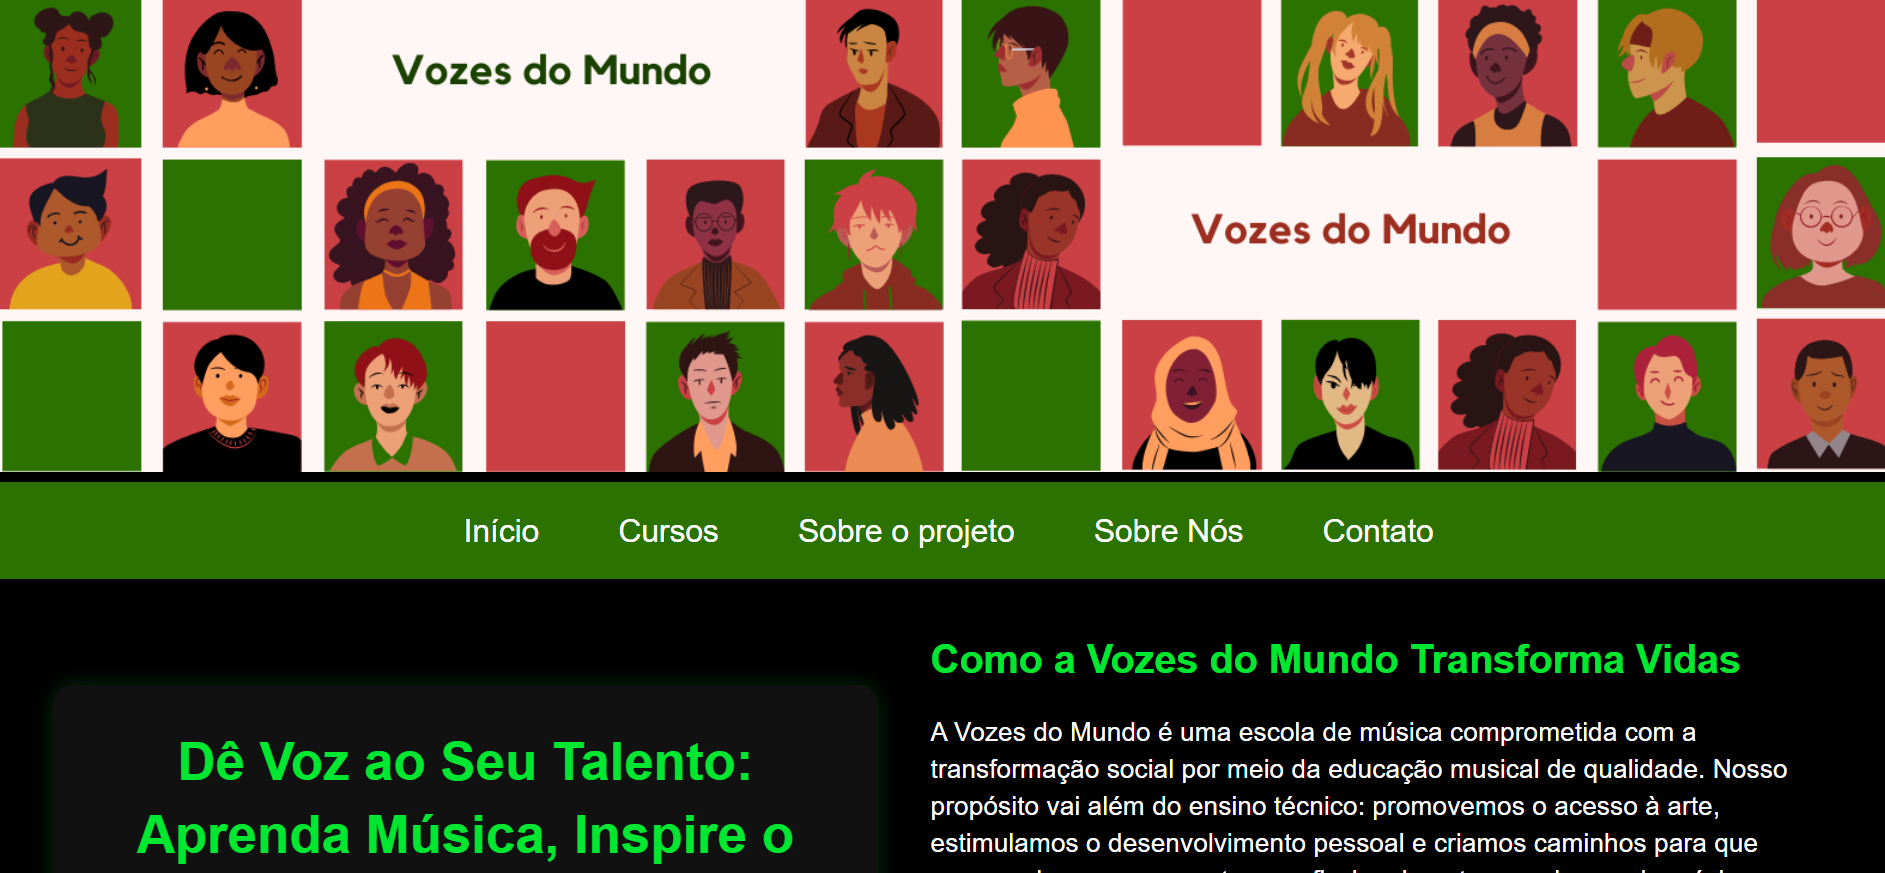 Vozes do Mundo
Vozes do Mundo
Início Cursos Sobre o projeto Sobre Nós Contato
Dê Voz ao Seu Talento:
Aprenda Música, Inspire o
Como a Vozes do Mundo Transforma Vidas
A Vozes do Mundo é uma escola de música comprometida com a
transformação social por meio da educação musical de qualidade. Nosso
propósito vai além do ensino técnico: promovemos o acesso à arte,
estimulamos o desenvolvimento pessoal e criamos caminhos para que